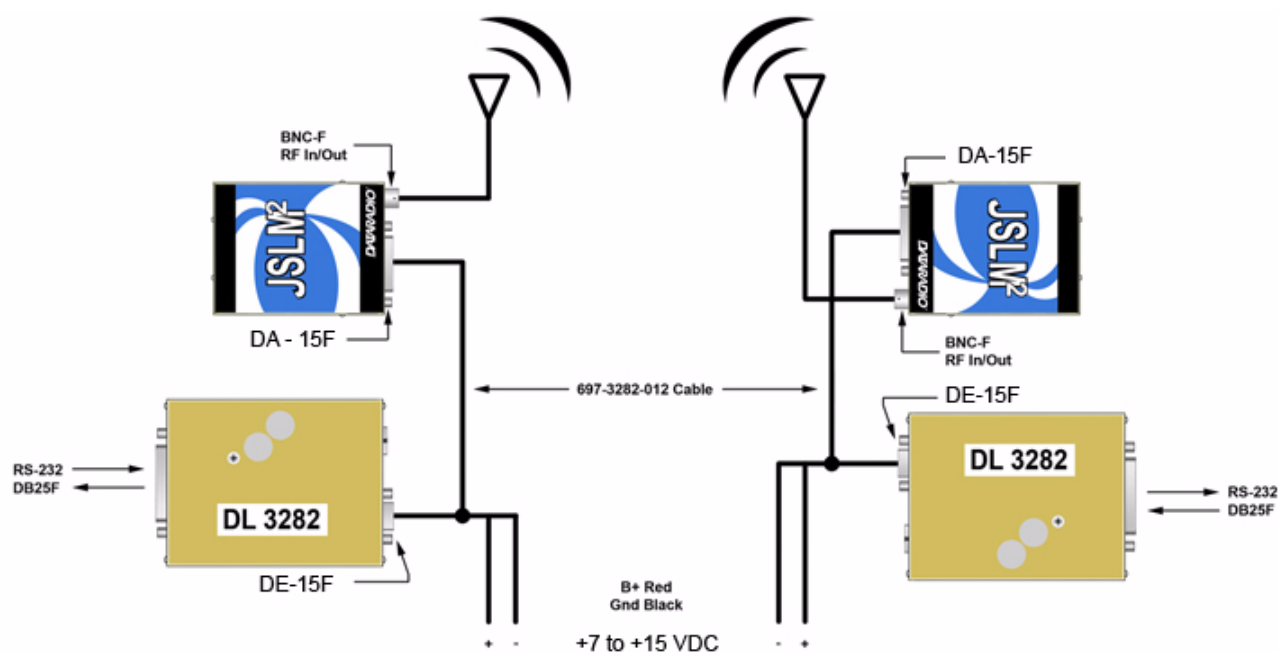 BNC-F
RF In/Out
DATARADIO
JSLM²
DA - 15F
DA-15F
JSLM²
DATARADIO
BNC-F
RF In/Out
697-3282-012 Cable
DE-15F
RS-232
DB25F
DL 3282
DE-15F
DL 3282
RS-232
DB25F
B+ Red
Gnd Black
+ -
+7 to +15 VDC
- +